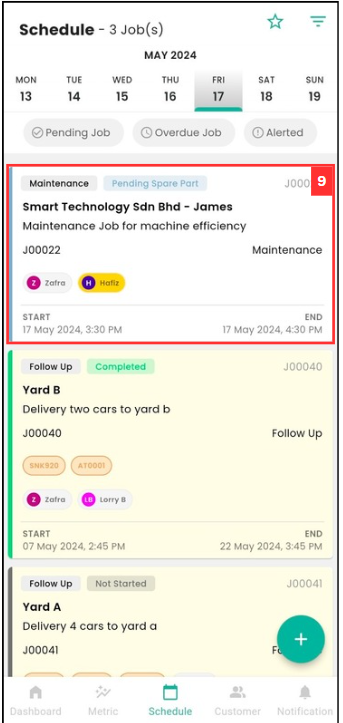 Schedule - 3 Job(s)
MAY 2024
MON TUE WED THU FRI SAT SUN
13 14 15 16 17 18 19
Pending Job Overdue Job Alerted
Maintenance Pending Spare Part J000 9
Smart Technology Sdn Bhd - James
Maintenance Job for machine efficiency
J00022 Maintenance
Z Zafra H Hafiz
START END
17 May 2024, 3:30 PM 17 May 2024, 4:30 PM
Follow Up Completed J00040
Yard B
Delivery two cars to yard b
J00040 Follow Up
SNK920 AT0001
Z Zafra LB Lorry B
START END
07 May 2024, 2:45 PM 22 May 2024, 3:45 PM
Follow Up Not Started J00041
Yard A
Delivery 4 cars to yard a
J00041
+
Dashboard Metric Schedule Customer Notification